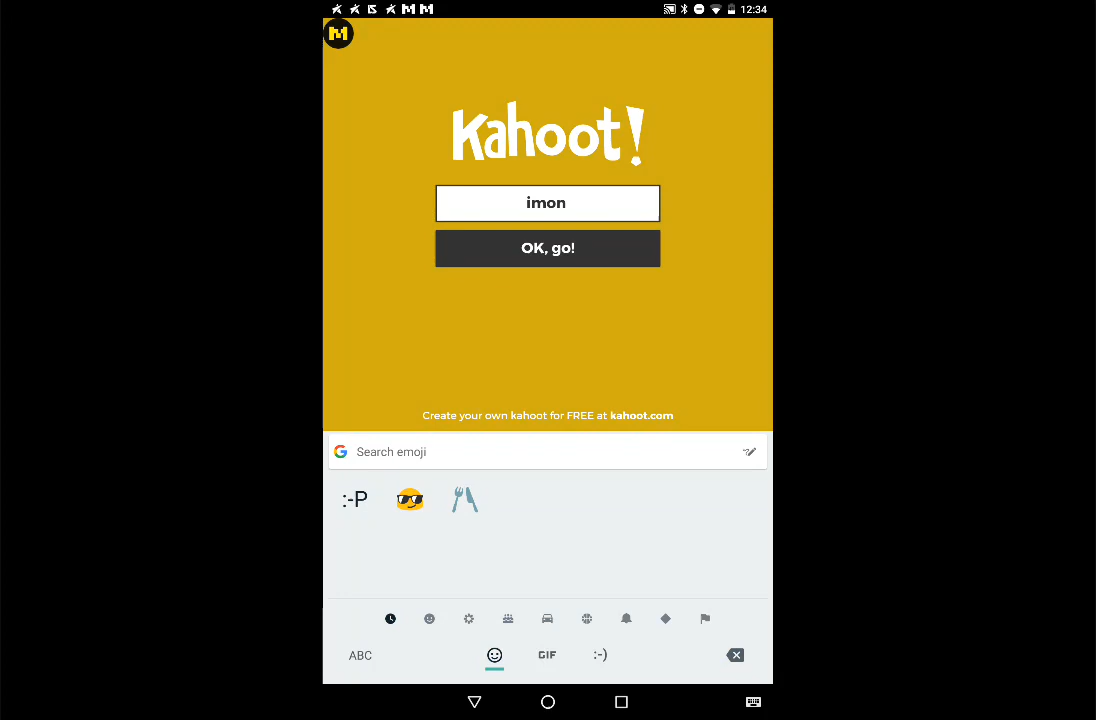 12:34
Kahoot!
imon
OK, go!
Create your own kahoot for FREE at kahoot.com
Search emoji
:-P
ABC
GIF
:-)